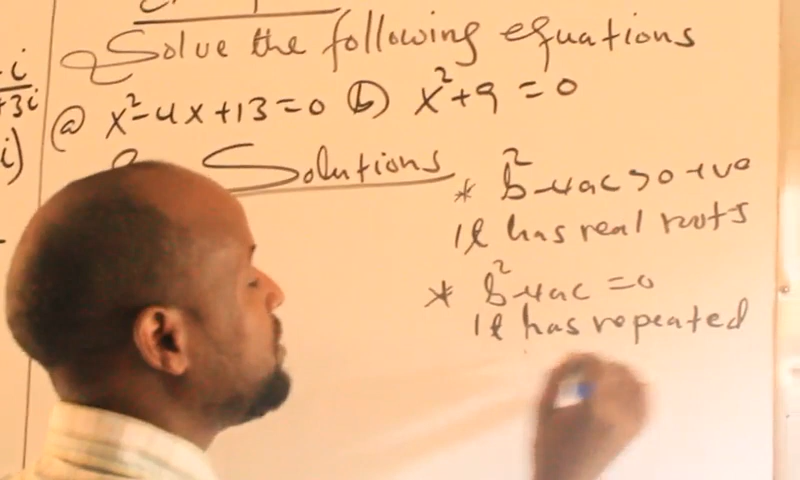 -i
+3i
i)
Solve the following equations
(a) x²-4x+13=0 (b) x²+9=0
Solutions
* b²-4ac>0 +ve
It has real roots
* b²-4ac =0
It has repeated